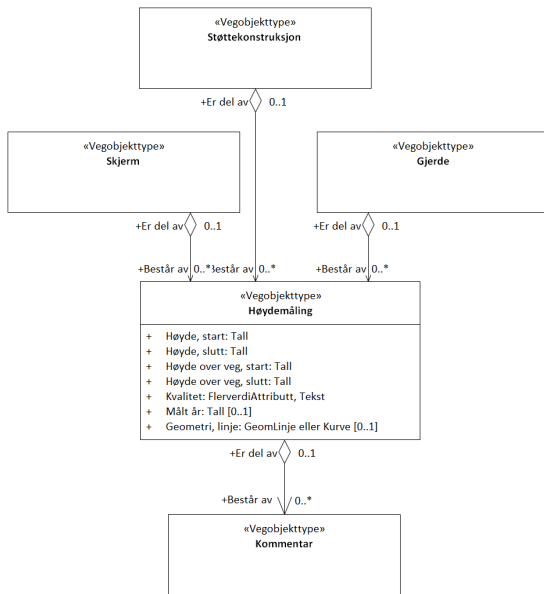 «Vegobjekttype»
Støttekonstruksjon
+Er del av 0..1
«Vegobjekttype»
Skjerm
«Vegobjekttype»
Gjerde
+Er del av 0..1
+Er del av 0..1
+Består av 0..*
3estår av 0..*
+Består av 0..*
«Vegobjekttype»
Høydemåling
+ Høyde, start: Tall
+ Høyde, slutt: Tall
+ Høyde over veg, start: Tall
+ Høyde over veg, slutt: Tall
+ Kvalitet: FlerverdiAttributt, Tekst
+ Målt år: Tall [0..1]
+ Geometri, linje: GeomLinje eller Kurve [0..1]
+Er del av 0..1
+Består av 0..*
«Vegobjekttype»
Kommentar